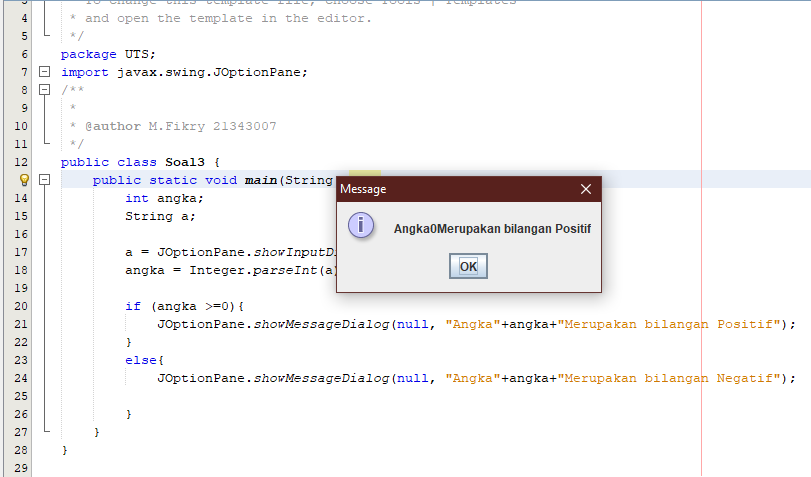 3 * To change this template file, choose Tools | Templates
4 * and open the template in the editor.
5 */
6 package UTS;
7 import javax.swing.JOptionPane;
8 /**
9 *
10 * @author M.Fikry 21343007
11 */
12 public class Soal3 {
public static void main(String
14 int angka;
15 String a;
16
17 a = JOptionPane.showInputDi
18 angka = Integer.parseInt(a)
19
20 if (angka >=0){
21 JOptionPane.showMessageDialog(null, "Angka"+angka+"Merupakan bilangan Positif");
22 }
23 else{
24 JOptionPane.showMessageDialog(null, "Angka"+angka+"Merupakan bilangan Negatif");
25
26 }
27 }
28 }
29
Message
i
Angka0Merupakan bilangan Positif
OK